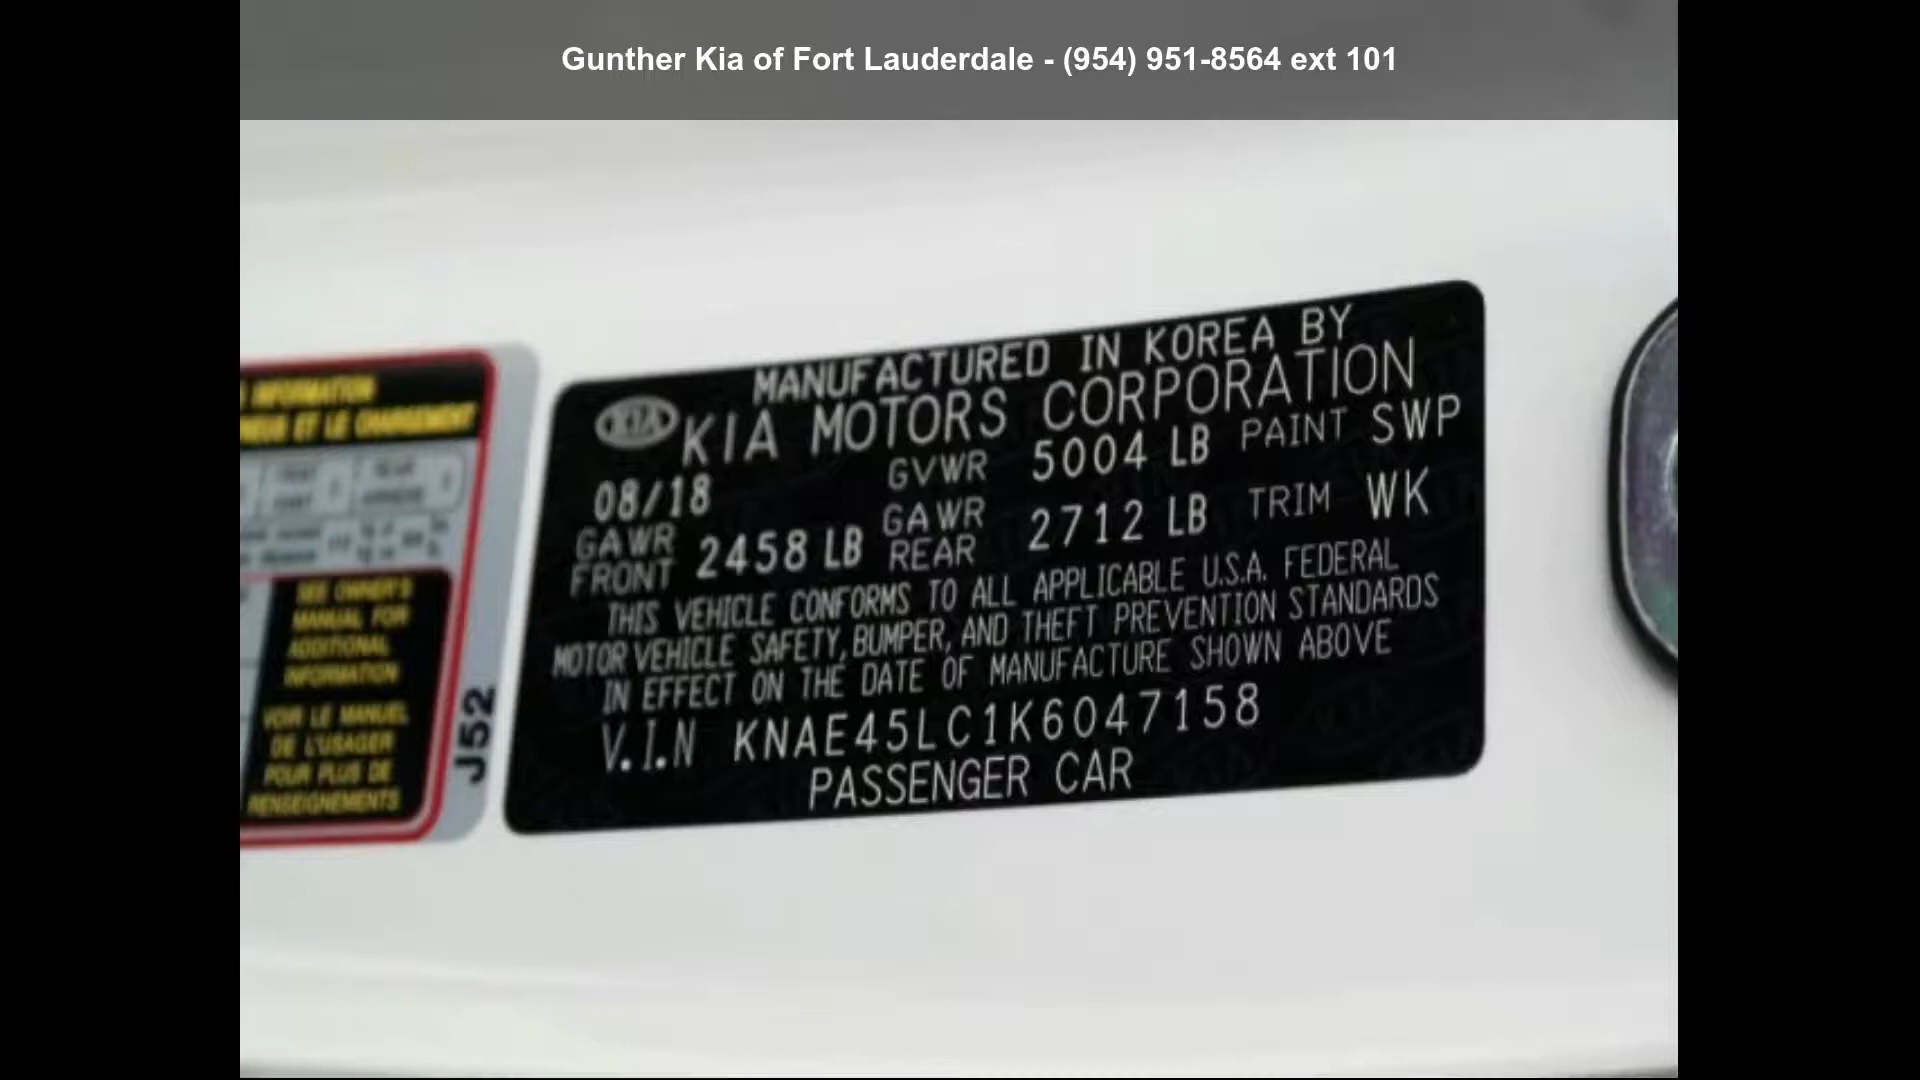 Gunther Kia of Fort Lauderdale - (954) 951-8564 ext 101
INFORMATION
ET LE CHARGEMENT
SEE OWNER'S
MANUAL FOR
ADDITIONAL
INFORMATION
VOIR LE MANUEL
DE L'USAGER
POUR PLUS DE
RENSEIGNEMENTS
J52
MANUFACTURED IN KOREA BY
KIA KIA MOTORS CORPORATION
08/18 GVWR 5004 LB PAINT SWP
GAWR FRONT 2458 LB GAWR REAR 2712 LB TRIM WK
THIS VEHICLE CONFORMS TO ALL APPLICABLE U.S.A. FEDERAL
MOTOR VEHICLE SAFETY, BUMPER, AND THEFT PREVENTION STANDARDS
IN EFFECT ON THE DATE OF MANUFACTURE SHOWN ABOVE
V.I.N KNAE45LC1K6047158
PASSENGER CAR